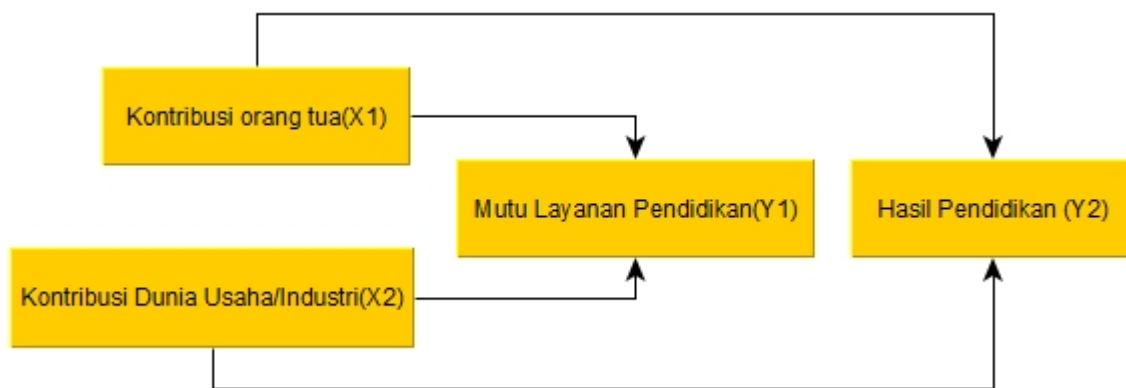 Kontribusi orang tua(X1)
Mutu Layanan Pendidikan(Y1)
Hasil Pendidikan (Y2)
Kontribusi Dunia Usaha/Industri(X2)